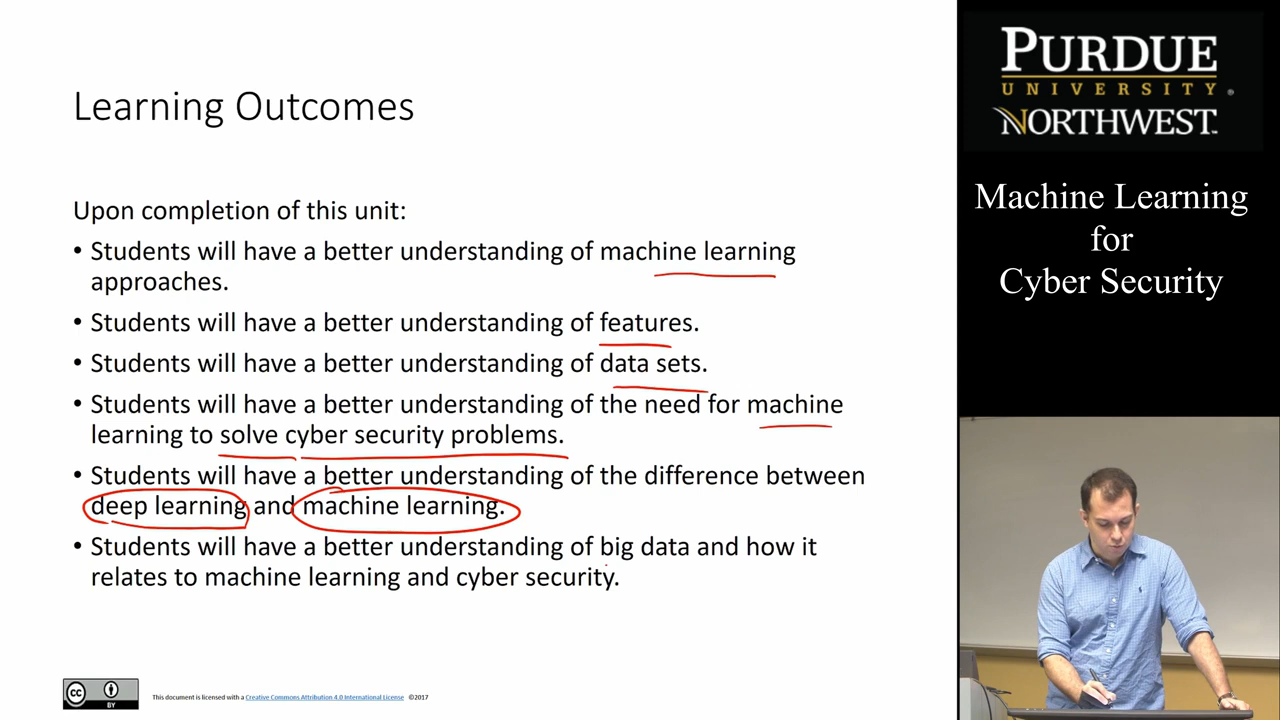 Learning Outcomes
Upon completion of this unit:
• Students will have a better understanding of machine learning
approaches.
• Students will have a better understanding of features.
• Students will have a better understanding of data sets.
• Students will have a better understanding of the need for machine
learning to solve cyber security problems.
• Students will have a better understanding of the difference between
deep learning and machine learning.
• Students will have a better understanding of big data and how it
relates to machine learning and cyber security.
cc BY
This document is licensed with a Creative Commons Attribution 4.0 International License ©2017
PURDUE
UNIVERSITY®
NORTHWEST™
Machine Learning
for
Cyber Security